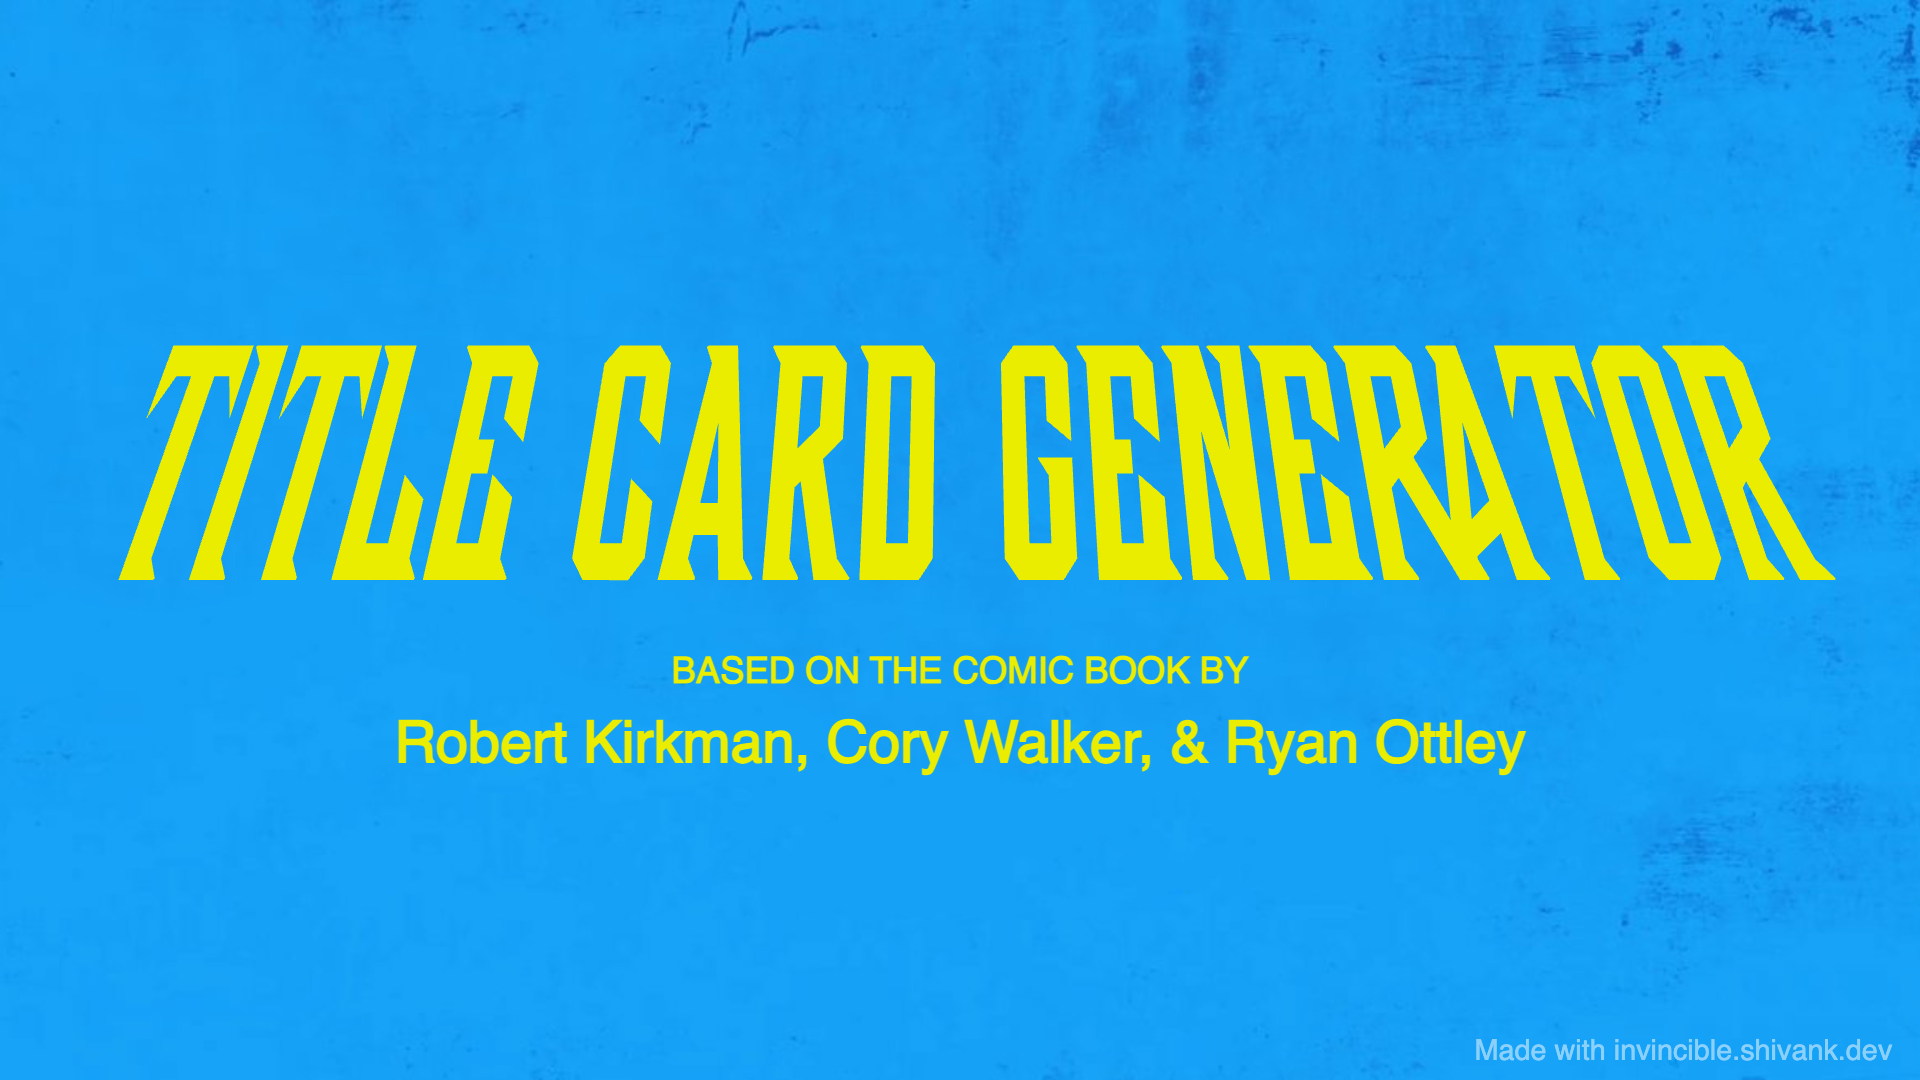 TITLE CARD GENERATOR
BASED ON THE COMIC BOOK BY
Robert Kirkman, Cory Walker, & Ryan Ottley
Made with invincible.shivank.dev